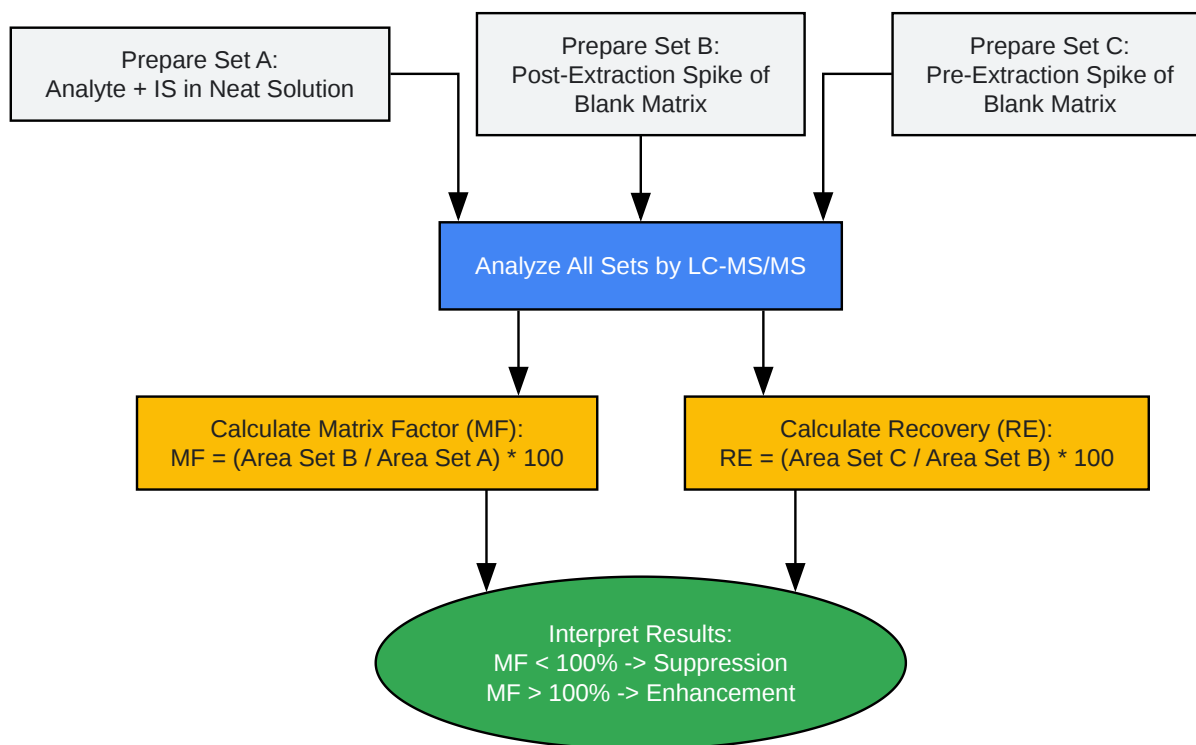 Prepare Set A:
Analyte + IS in Neat Solution
Prepare Set B:
Post-Extraction Spike of
Blank Matrix
Prepare Set C:
Pre-Extraction Spike of
Blank Matrix
Analyze All Sets by LC-MS/MS
Calculate Matrix Factor (MF):
MF = (Area Set B / Area Set A) * 100
Calculate Recovery (RE):
RE = (Area Set C / Area Set B) * 100
Interpret Results:
MF < 100% -> Suppression
MF > 100% -> Enhancement